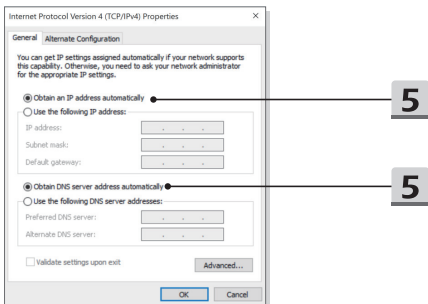 Internet Protocol Version 4 (TCP/IPv4) Properties
General Alternate Configuration
You can get IP settings assigned automatically if your network supports
this capability. Otherwise, you need to ask your network administrator
for the appropriate IP settings.
Obtain an IP address automatically
5
Use the following IP address:
IP address:
Subnet mask:
Default gateway:
Obtain DNS server address automatically
5
Use the following DNS server addresses:
Preferred DNS server:
Alternate DNS server:
Validate settings upon exit
Advanced...
OK Cancel